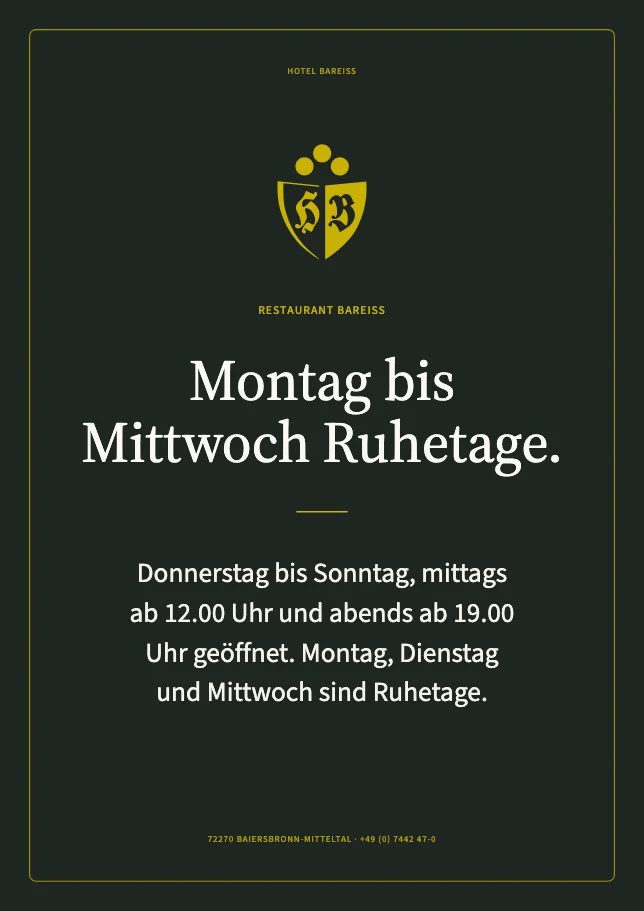 HOTEL BAREISS
H B
RESTAURANT BAREISS
Montag bis
Mittwoch Ruhetage.
Donnerstag bis Sonntag, mittags
ab 12.00 Uhr und abends ab 19.00
Uhr geöffnet. Montag, Dienstag
und Mittwoch sind Ruhetage.
72270 BAIERSBRONN-MITTELTAL · +49 (0) 7442 47-0